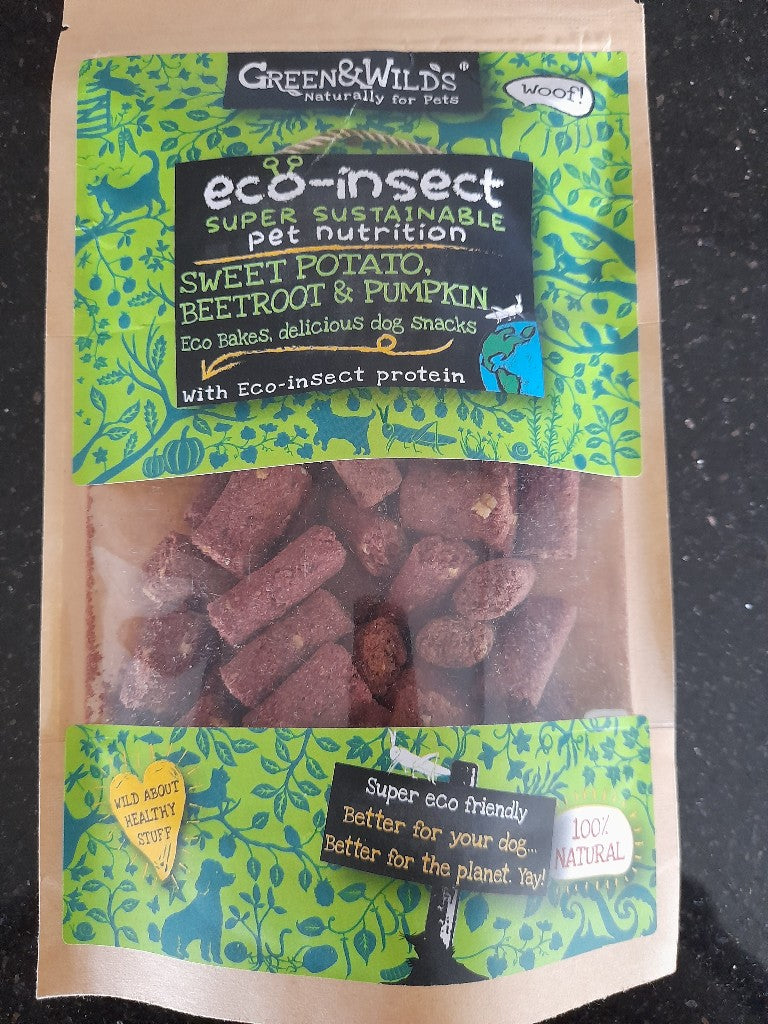 GREEN&WILD'S®
Naturally for Pets
Woof!
eco-insect
SUPER SUSTAINABLE
pet nutrition
SWEET POTATO,
BEETROOT & PUMPKIN
Eco Bakes, delicious dog snacks
with Eco-insect protein
WILD ABOUT
HEALTHY
STUFF
Super eco friendly
Better for your dog...
Better for the planet. Yay!
100%
NATURAL